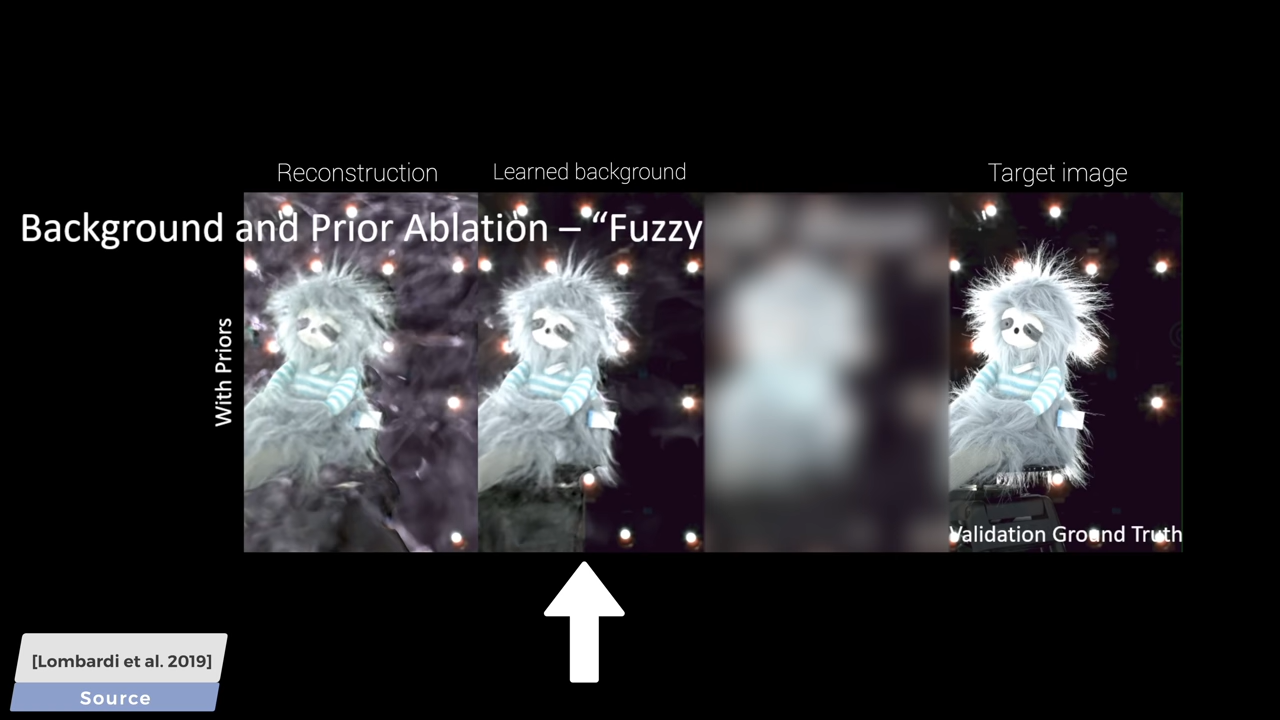 Reconstruction
Learned background
Target image
Background and Prior Ablation – “Fuzzy
With Priors
Validation Ground Truth
[Lombardi et al. 2019]
Source